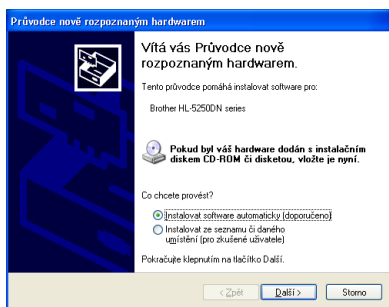 Průvodce nově rozpoznaným hardwarem
Vítá vás Průvodce nově
rozpoznaným hardwarem.
Tento průvodce pomáhá instalovat software pro:
Brother HL-5250DN series
Pokud byl váš hardware dodán s instalačním
diskem CD-ROM či disketou, vložte je nyní.
Co chcete provést?
Instalovat software automaticky (doporučeno)
Instalovat ze seznamu či daného
umístění (pro zkušené uživatele)
Pokračujte klepnutím na tlačítko Další.
< Zpět Další > Storno